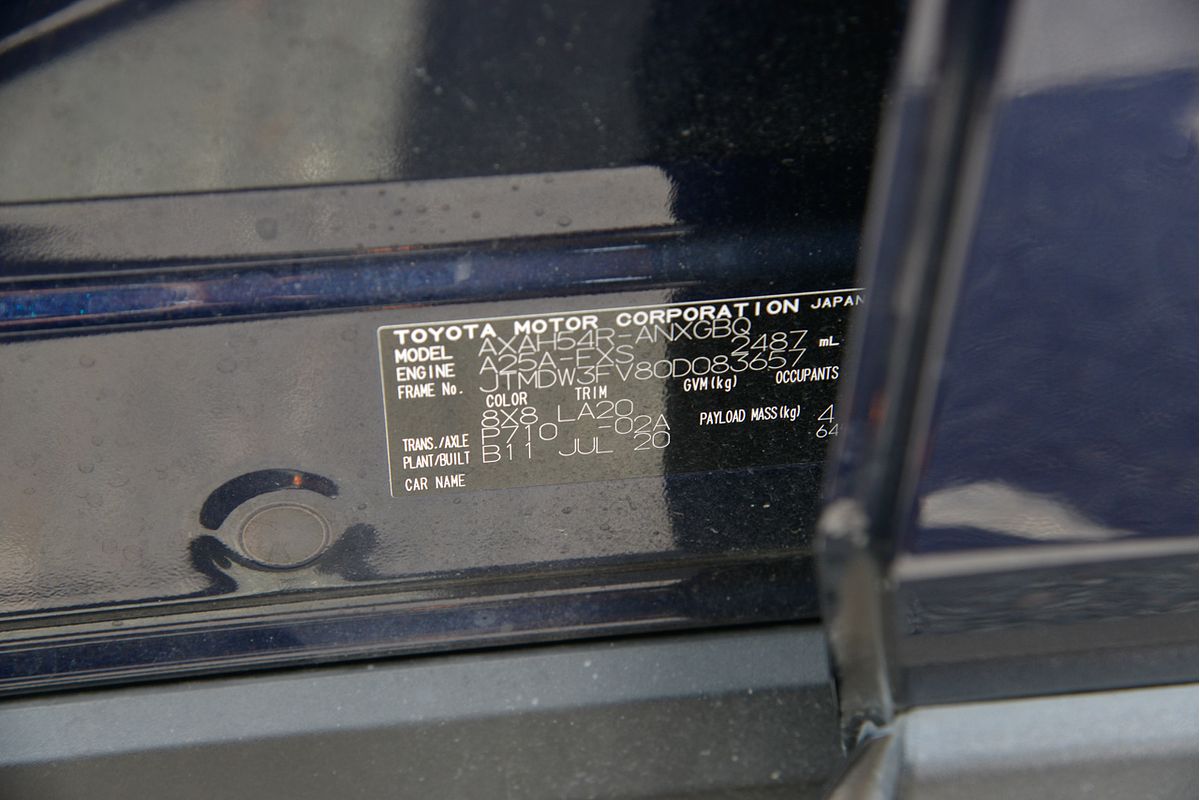 TOYOTA MOTOR CORPORATION JAPAN
MODEL AXAH54R-ANXGBQ
ENGINE A25A-FXS 2487 mL
FRAME No. JTMDW3FV80D083657
COLOR TRIM GVM(kg) OCCUPANTS
8X8 LA20 4
TRANS./AXLE P710 -02A PAYLOAD MASS(kg)
PLANT/BUILT B11 JUL 20
CAR NAME